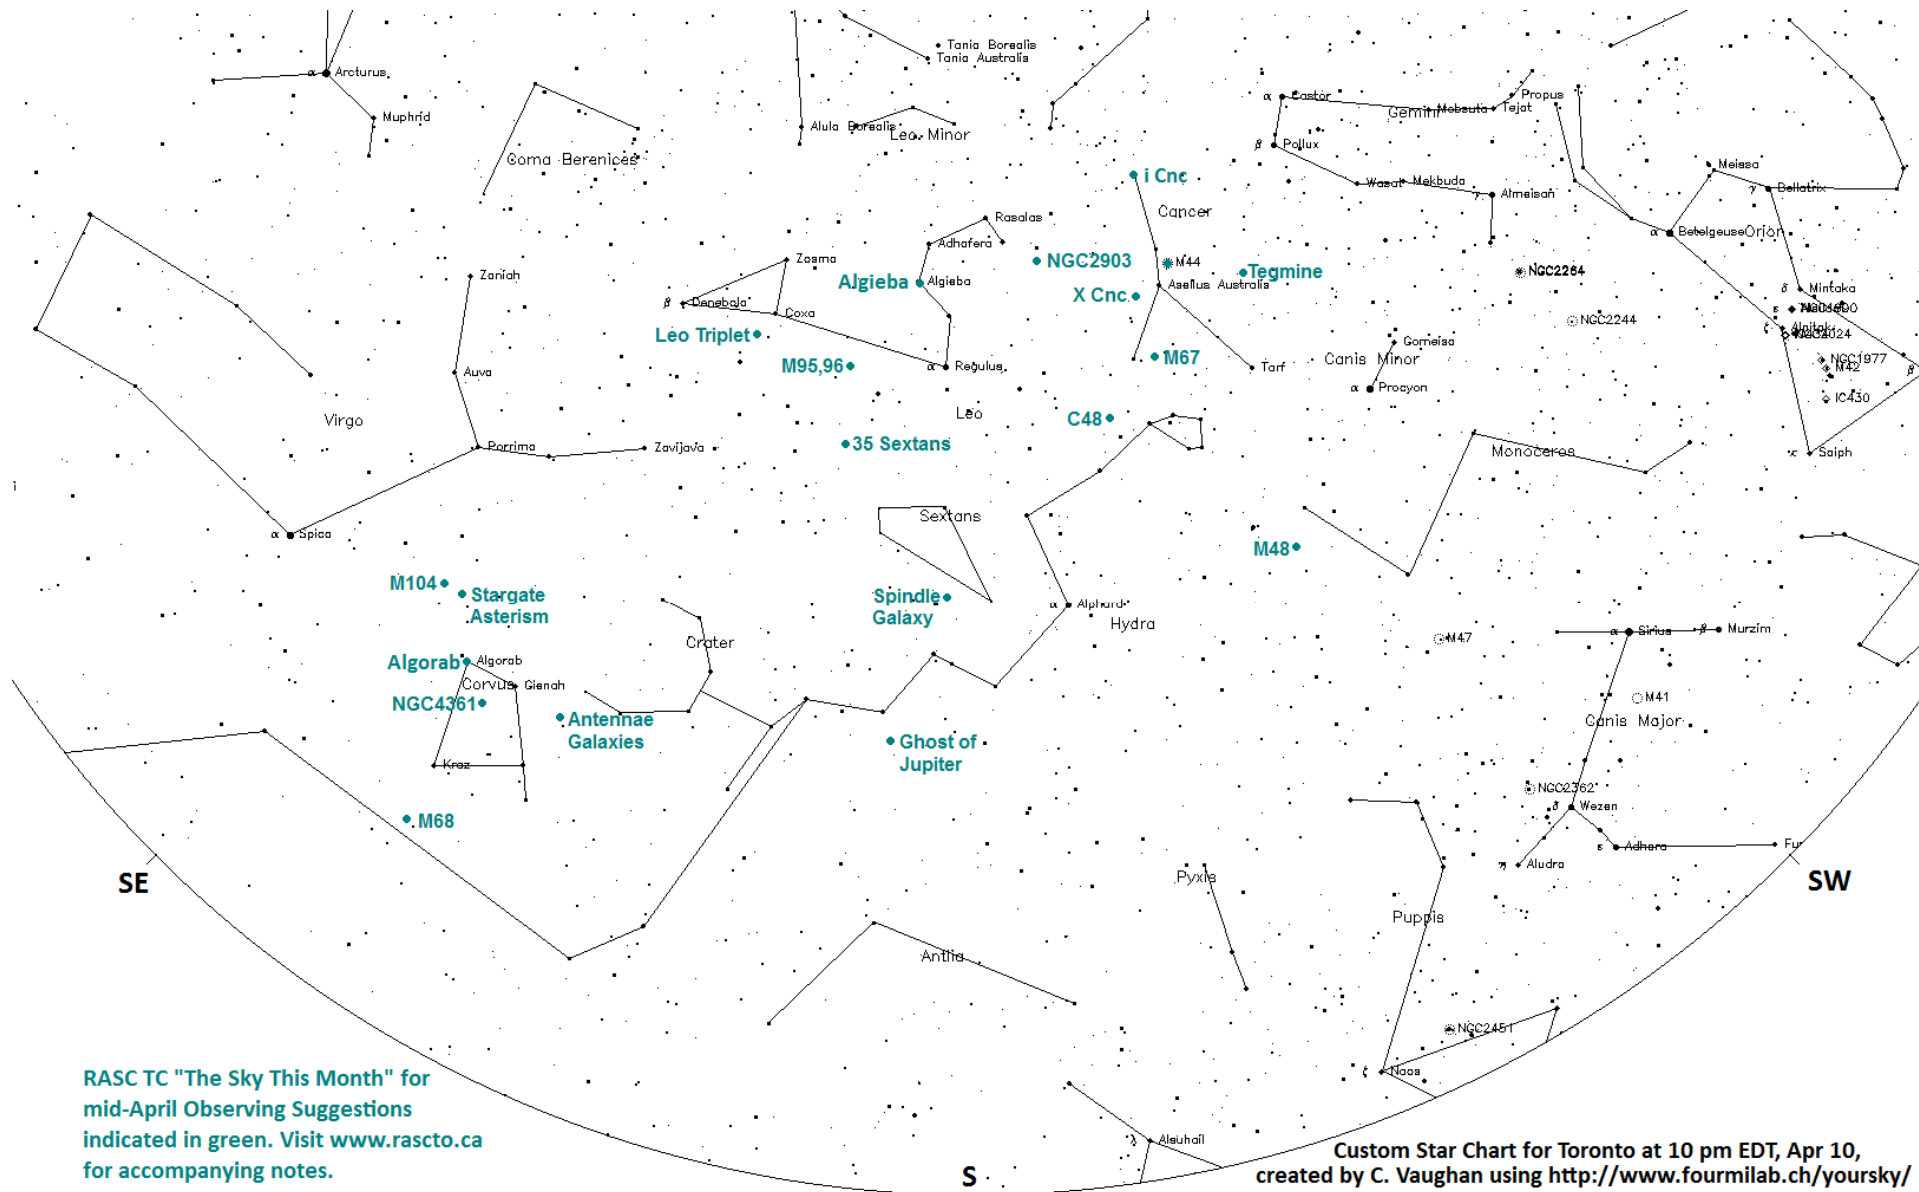 Tania Borealis
Tania Australis
α Arcturus
Muphrid
Coma Berenices
Alula Borealis
Leo Minor
α Castor
Gemini
Mebsuta
Tejat
Propus
β Pollux
Wasat
Mekbuda
γ Almeisan
Meissa
γ Bellatrix
α Betelgeuse
Orion
i Cnc
Cancer
Rasalas
Adhafera
Zosma
Zaniah
Algieba
Algieba
NGC2903
M44
Tegmine
Asellus Australis
X Cnc
NGC2264
NGC2244
δ Mintaka
ε
ζ Alnitak
NGC1977
M42
IC430
β
β Denebola
Coxa
Leo Triplet
M95,96
α Regulus
Leo
M67
Tarf
Gomeisa
Canis Minor
α Procyon
Auva
Virgo
C48
35 Sextans
Porrima
Zavijava
Monoceros
κ Saiph
i
α Spica
Sextans
M48
M104
Stargate
Asterism
Spindle
Galaxy
α Alphard
Hydra
Crater
M47
α Sirius
β Murzim
Algorab
Algorab
Corvus
Gienah
NGC4361
Antennae
Galaxies
M41
Canis Major
Ghost of
Jupiter
Kraz
NGC2362
δ Wezen
M68
ε Adhara
Fur
η Aludra
SE
SW
Pyxis
Puppis
Antlia
NGC2451
ζ Naos
λ Alsuhail
S
RASC TC "The Sky This Month" for
mid-April Observing Suggestions
indicated in green. Visit www.rascto.ca
for accompanying notes.
Custom Star Chart for Toronto at 10 pm EDT, Apr 10,
created by C. Vaughan using http://www.fourmilab.ch/yoursky/